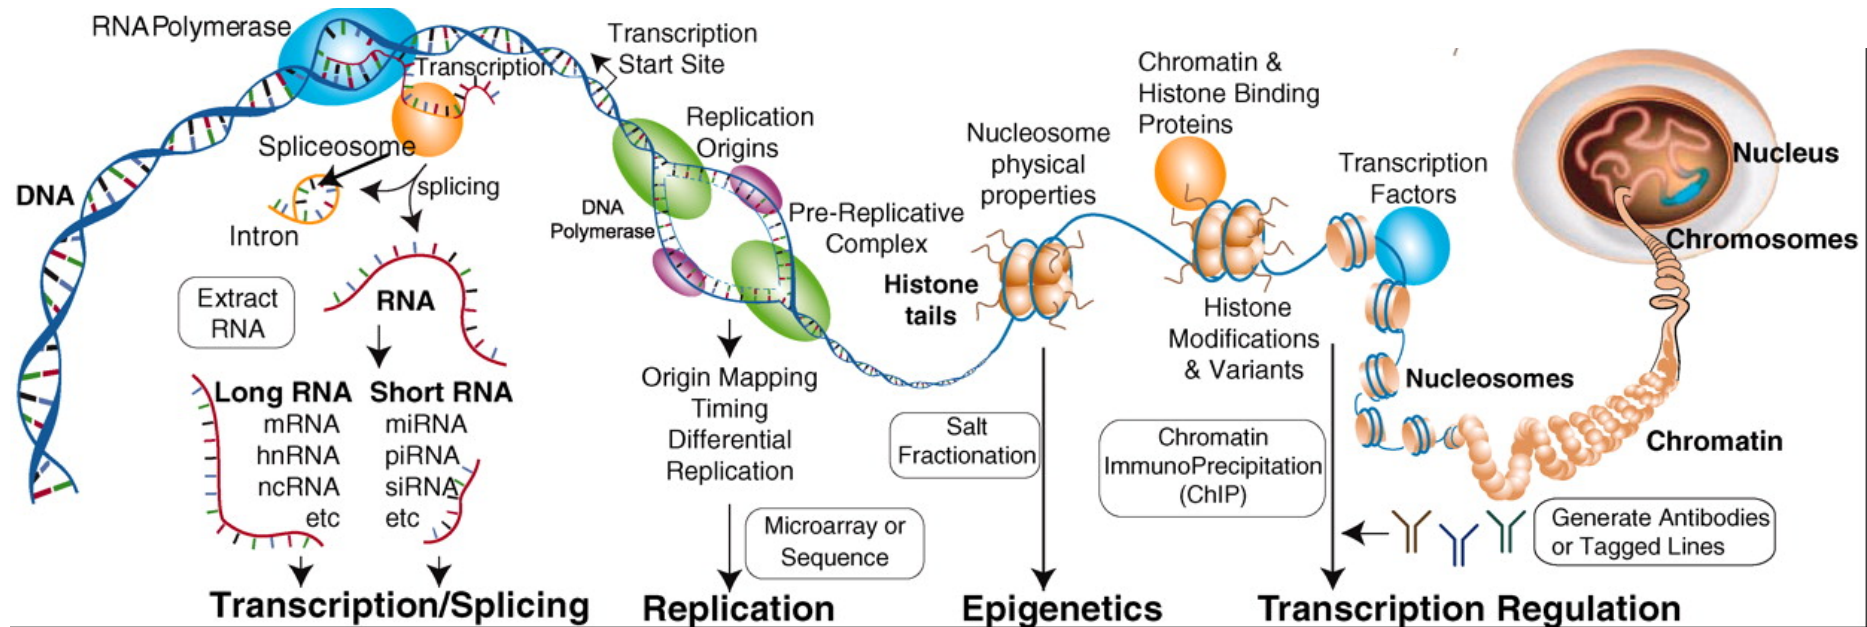 RNA Polymerase
Transcription
Start Site
Transcription
Spliceosome
splicing
Intron
DNA
Extract
RNA
RNA
Long RNA
mRNA
hnRNA
ncRNA
etc
Short RNA
miRNA
piRNA
siRNA
etc
Transcription/Splicing
Replication
Origins
DNA
Polymerase
Pre-Replicative
Complex
Origin Mapping
Timing
Differential
Replication
Microarray or
Sequence
Replication
Nucleosome
physical
properties
Histone
tails
Salt
Fractionation
Epigenetics
Chromatin &
Histone Binding
Proteins
Histone
Modifications
& Variants
Chromatin
ImmunoPrecipitation
(ChIP)
Transcription
Factors
Nucleus
Chromosomes
Nucleosomes
Chromatin
Generate Antibodies
or Tagged Lines
Transcription Regulation